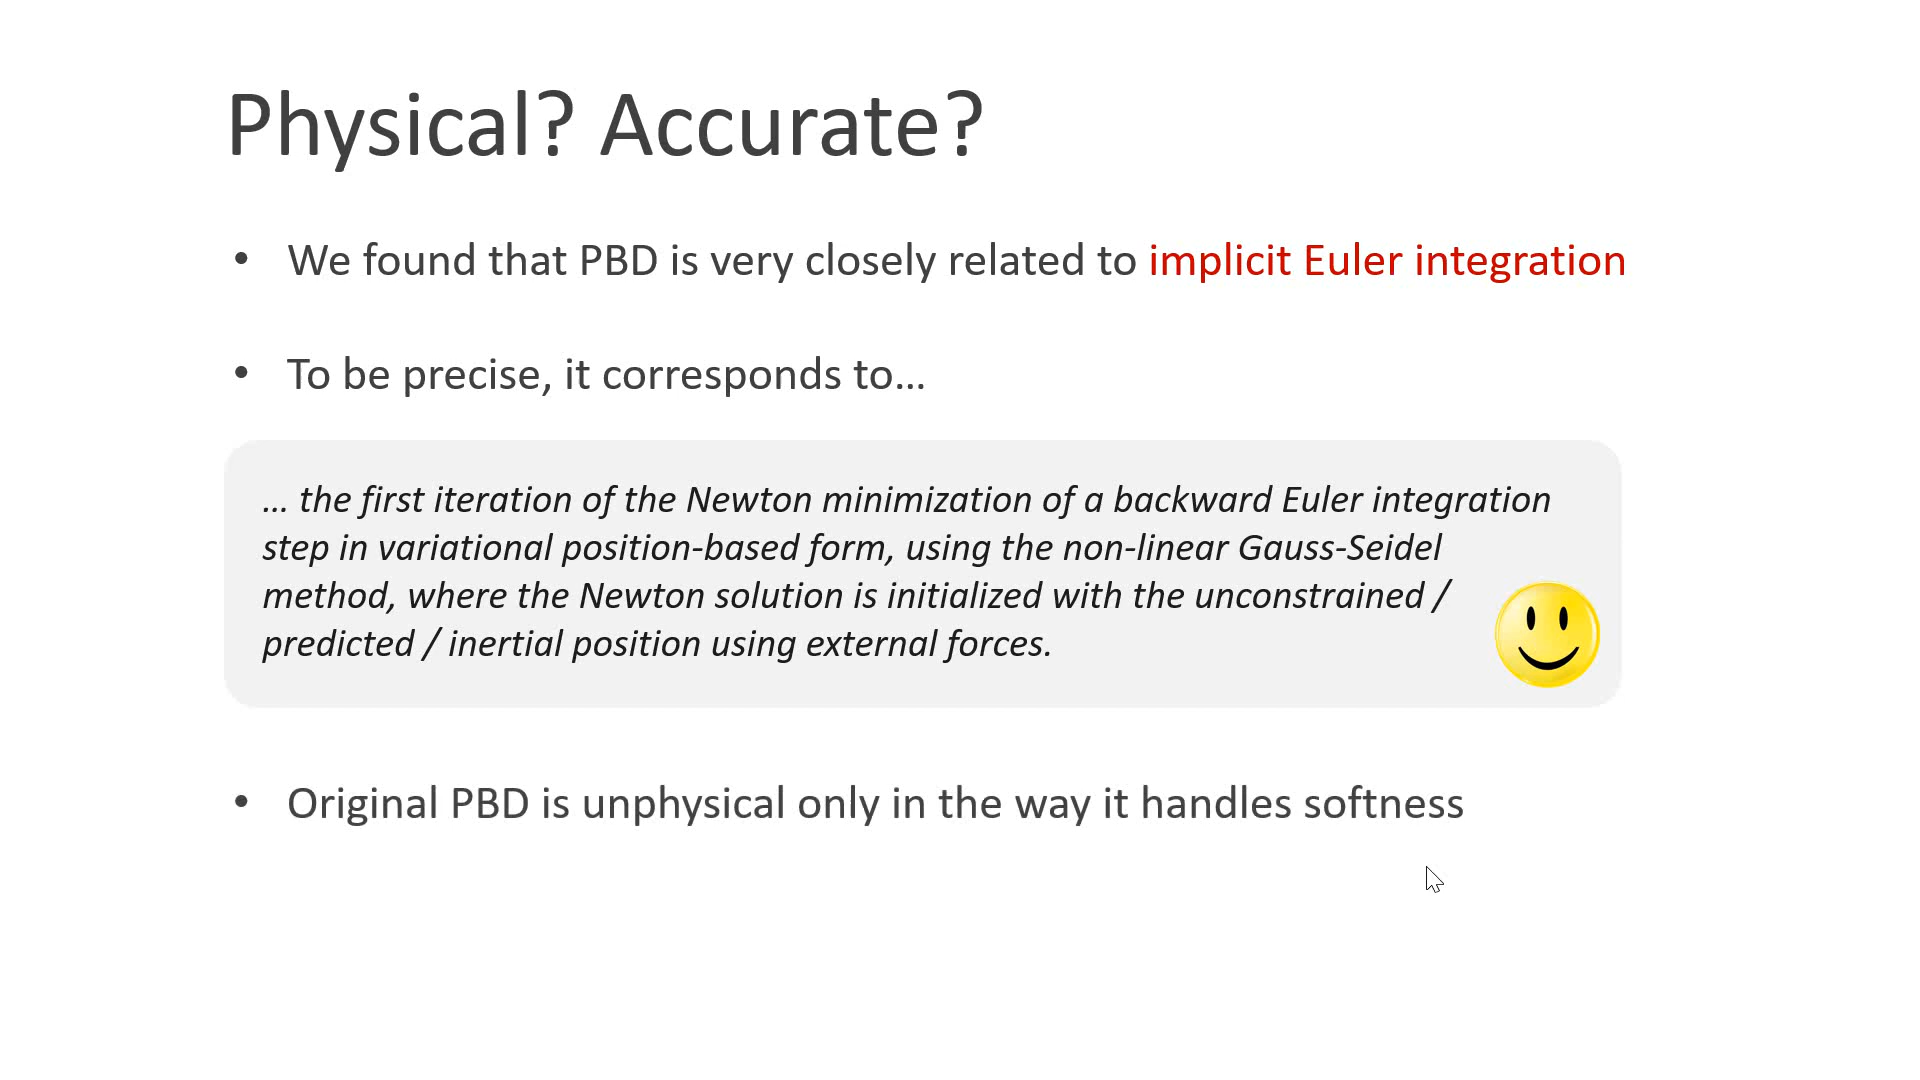 Physical? Accurate?
• We found that PBD is very closely related to implicit Euler integration
• To be precise, it corresponds to…
… the first iteration of the Newton minimization of a backward Euler integration
step in variational position-based form, using the non-linear Gauss-Seidel
method, where the Newton solution is initialized with the unconstrained /
predicted / inertial position using external forces.
• Original PBD is unphysical only in the way it handles softness